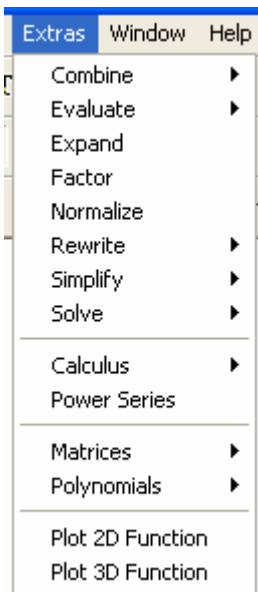 Extras Window Help
Combine
Evaluate
Expand
Factor
Normalize
Rewrite
Simplify
Solve
Calculus
Power Series
Matrices
Polynomials
Plot 2D Function
Plot 3D Function